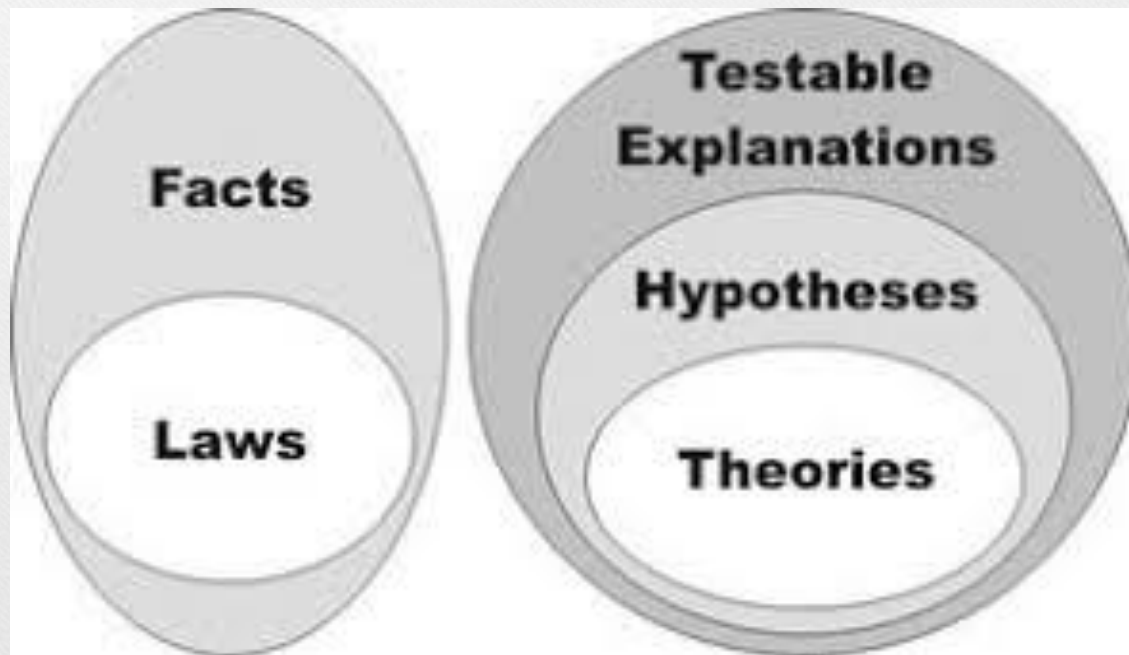 Facts
Laws
Testable
Explanations
Hypotheses
Theories